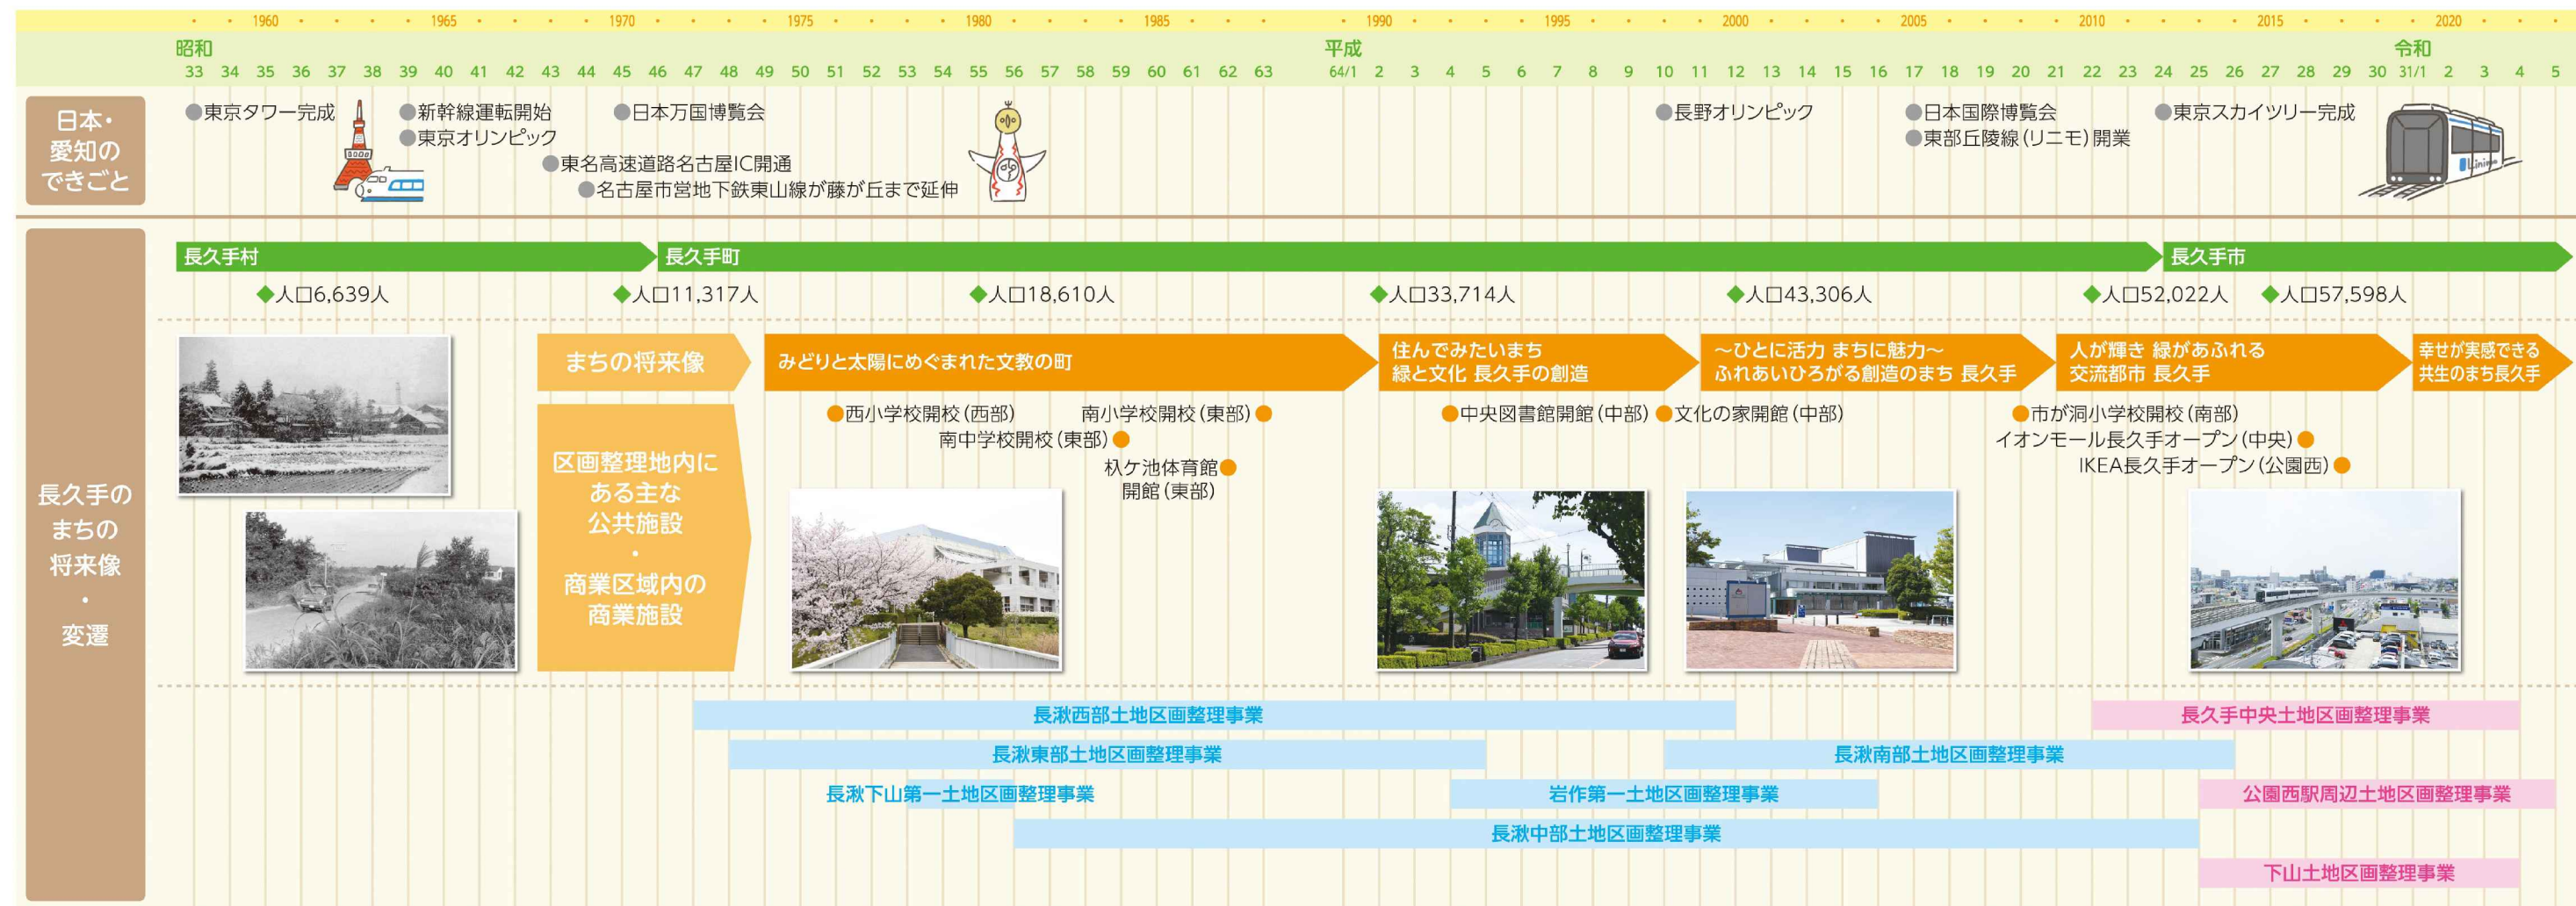 1960 1965 1970 1975 1980 1985 1990 1995 2000 2005 2010 2015 2020
昭和 平成 令和
33 34 35 36 37 38 39 40 41 42 43 44 45 46 47 48 49 50 51 52 53 54 55 56 57 58 59 60 61 62 63 64/1 2 3 4 5 6 7 8 9 10 11 12 13 14 15 16 17 18 19 20 21 22 23 24 25 26 27 28 29 30 31/1 2 3 4 5
日本・
愛知の
できごと
●東京タワー完成
●新幹線運転開始
●東京オリンピック
●日本万国博覧会
●東名高速道路名古屋IC開通
●名古屋市営地下鉄東山線が藤が丘まで延伸
●長野オリンピック
●日本国際博覧会
●東部丘陵線(リニモ)開業
●東京スカイツリー完成
Linimo
長久手の
まちの
将来像
・
変遷
長久手村
長久手町
長久手市
◆人口6,639人
◆人口11,317人
◆人口18,610人
◆人口33,714人
◆人口43,306人
◆人口52,022人
◆人口57,598人
まちの将来像
みどりと太陽にめぐまれた文教の町
住んでみたいまち
緑と文化 長久手の創造
～ひとに活力 まちに魅力～
ふれあいひろがる創造のまち 長久手
人が輝き 緑があふれる
交流都市 長久手
幸せが実感できる
共生のまち長久手
区画整理地内に
ある主な
公共施設
・
商業区域内の
商業施設
●西小学校開校(西部)
南小学校開校(東部)●
南中学校開校(東部)●
杁ケ池体育館●
開館(東部)
●中央図書館開館(中部)
●文化の家開館(中部)
●市が洞小学校開校(南部)
イオンモール長久手オープン(中央)●
IKEA長久手オープン(公園西)●
長湫西部土地区画整理事業
長久手中央土地区画整理事業
長湫東部土地区画整理事業
長湫南部土地区画整理事業
長湫下山第一土地区画整理事業
岩作第一土地区画整理事業
公園西駅周辺土地区画整理事業
長湫中部土地区画整理事業
下山土地区画整理事業